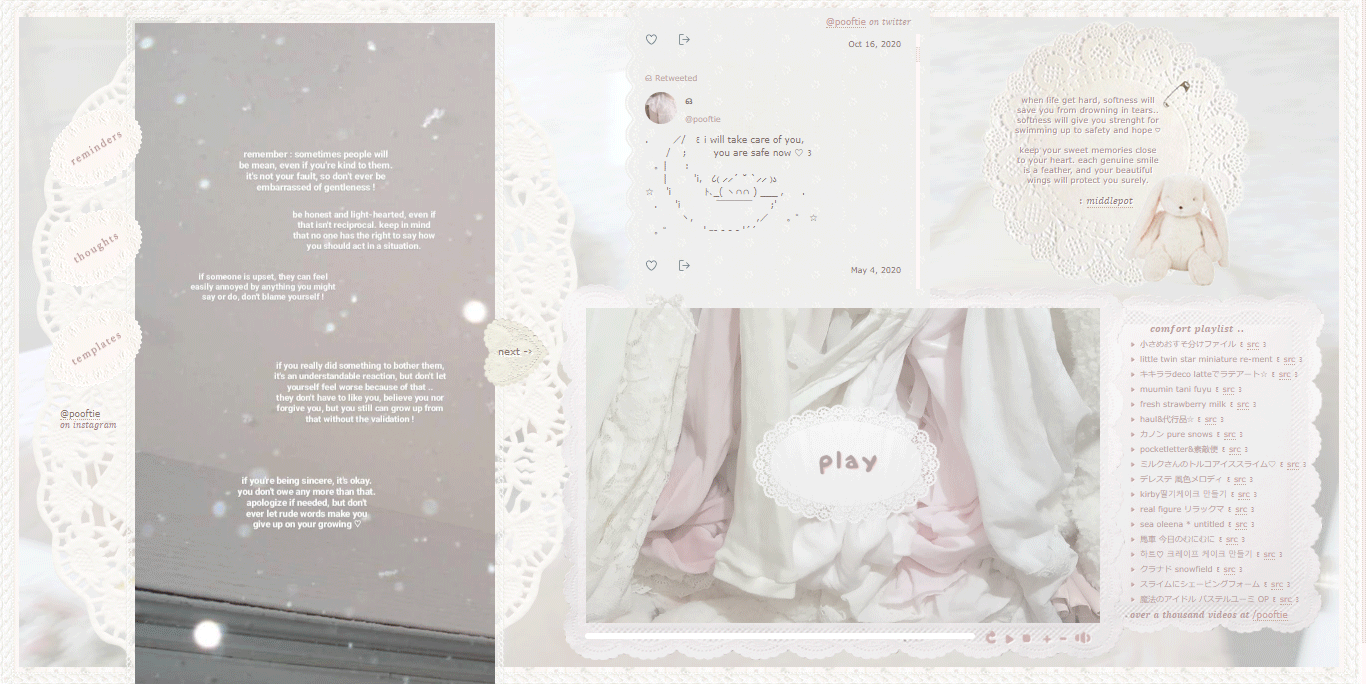 reminders
thoughts
templates
@pooftie
on instagram
remember : sometimes people will
be mean, even if you're kind to them.
it's not your fault, so don't ever be
embarrassed of gentleness !
be honest and light-hearted, even if
that isn't reciprocal. keep in mind
that no one has the right to say how
you should act in a situation.
if someone is upset, they can feel
easily annoyed by anything you might
say or do, don't blame yourself !
if you really did something to bother them,
it's an understandable reaction, but don't let
yourself feel worse because of that ..
they don't have to like you, believe you nor
forgive you, but you still can grow up from
that without the validation !
if you're being sincere, it's okay.
you don't owe any more than that.
apologize if needed, but don't
ever let rude words make you
give up on your growing ♡
next ->
@pooftie on twitter
Oct 16, 2020
Retweeted
@pooftie
i will take care of you,
you are safe now ♡
May 4, 2020
when life get hard, softness will
save you from drowning in tears..
softness will give you strenght for
swimming up to safety and hope ♡
keep your sweet memories close
to your heart. each genuine smile
is a feather, and your beautiful
wings will protect you surely.
: middlepot
play
comfort playlist ..
小さめおすそ分けファイル ꒰ src ꒱
little twin star miniature re-ment ꒰ src ꒱
キキララdeco latteでラテアート☆ ꒰ src ꒱
muumin tani fuyu ꒰ src ꒱
fresh strawberry milk ꒰ src ꒱
haul&代行品☆ ꒰ src ꒱
カノン pure snows ꒰ src ꒱
pocketletter&素敵便 ꒰ src ꒱
ミルクさんのトルコアイススライム♡ ꒰ src ꒱
デレステ 風色メロディ ꒰ src ꒱
kirby딸기케이크 만들기 ꒰ src ꒱
real figure リラックマ ꒰ src ꒱
sea oleena * untitled ꒰ src ꒱
馬車 今日のむにむに ꒰ src ꒱
하트♡ 크레이프 케이크 만들기 ꒰ src ꒱
クラナド snowfield ꒰ src ꒱
スライムにシェービングフォーム ꒰ src ꒱
魔法のアイドル パステルユーミ OP ꒰ src ꒱
over a thousand videos at /pooftie